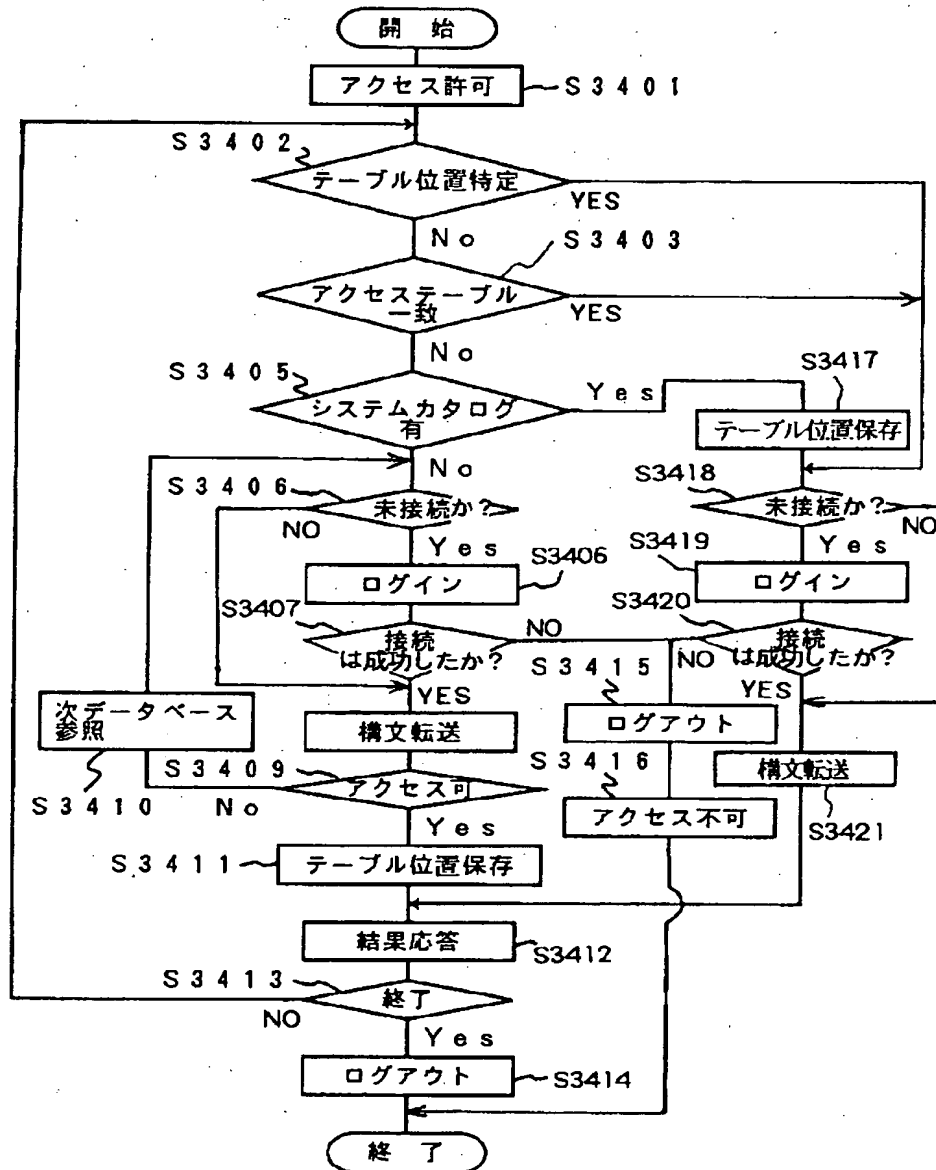 開 始
アクセス許可
S3401
S3402
テーブル位置特定
YES
No
S3403
アクセステーブル
一致
YES
No
S3405
システムカタログ
有
Yes
S3417
テーブル位置保存
No
S3406
未接続か?
NO
Yes
S3418
未接続か?
NO
Yes
S3406
ログイン
S3419
ログイン
S3407
接続
は成功したか?
NO
YES
S3420
接続
は成功したか?
NO
YES
S3415
ログアウト
次データベース
参照
S3410
構文転送
S3409
アクセス可
No
Yes
S3416
アクセス不可
構文転送
S3421
S3411
テーブル位置保存
結果応答
S3412
S3413
終了
NO
Yes
ログアウト
S3414
終 了